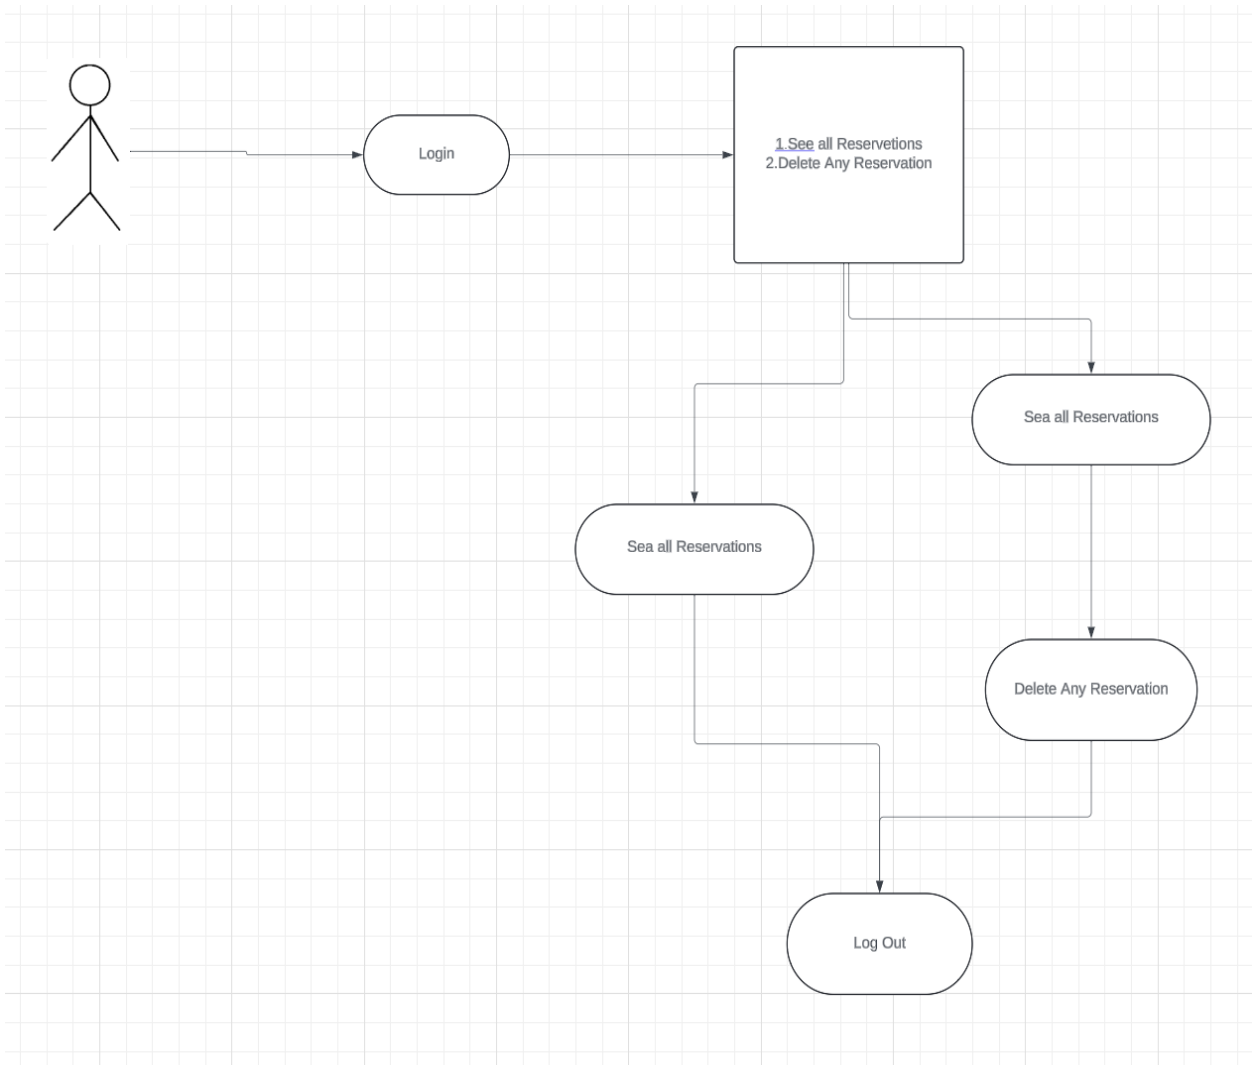 Login
1.See all Reservetions
2.Delete Any Reservation
Sea all Reservations
Sea all Reservations
Delete Any Reservation
Log Out